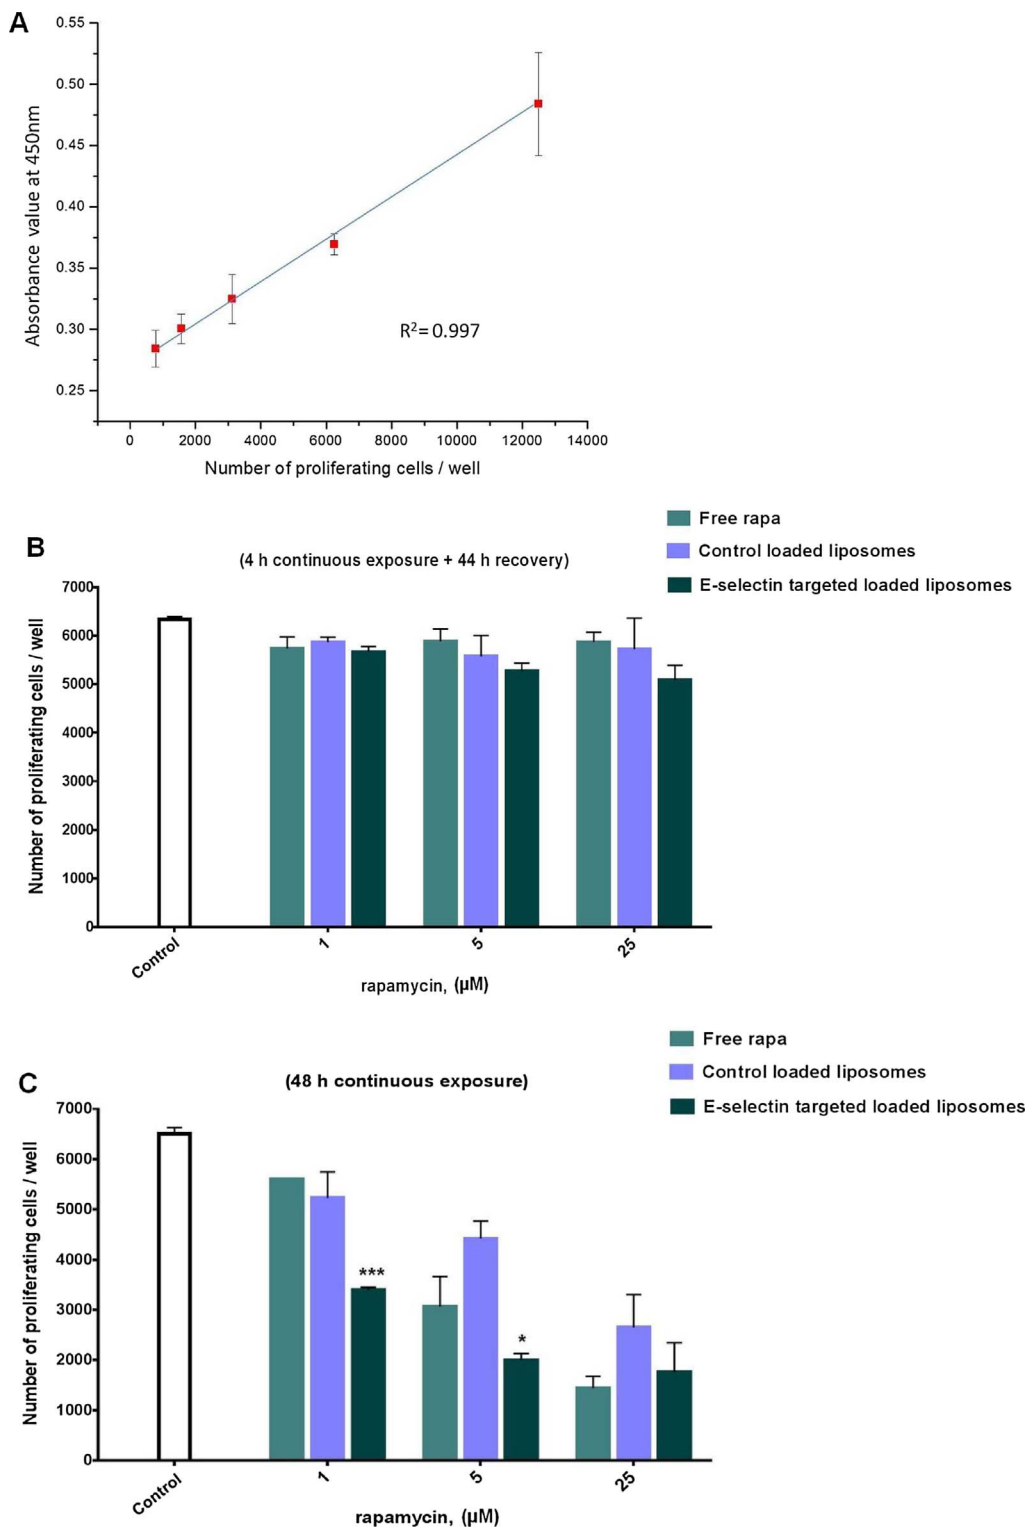 A
0.55
0.50
0.45
0.40
0.35
0.30
0.25
Absorbance value at 450nm
R²= 0.997
0 2000 4000 6000 8000 10000 12000 14000
Number of proliferating cells / well
B
(4 h continuous exposure + 44 h recovery)
Free rapa
Control loaded liposomes
E-selectin targeted loaded liposomes
7000
6000
5000
4000
3000
2000
1000
0
Number of proliferating cells / well
Control 1 5 25
rapamycin, (µM)
C
(48 h continuous exposure)
Free rapa
Control loaded liposomes
E-selectin targeted loaded liposomes
7000
6000
5000
4000
3000
2000
1000
0
Number of proliferating cells / well
***
*
Control 1 5 25
rapamycin, (µM)